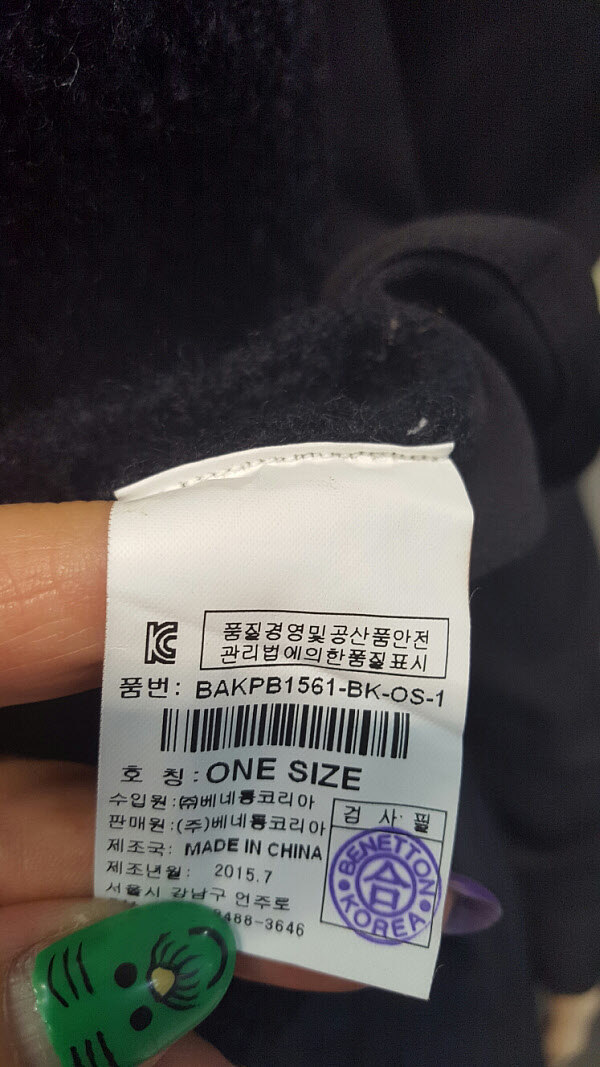 KC
품질경영및공산품안전
관리법에의한품질표시
품번: BAKPB1561-BK-OS-1
호 칭: ONE SIZE
수입원:㈜베네통코리아
판매원:(주)베네통코리아
제조국: MADE IN CHINA
제조년월: 2015.7
서울시 강남구 언주로
488-3646
검 사 필
BENETTON
合
KOREA